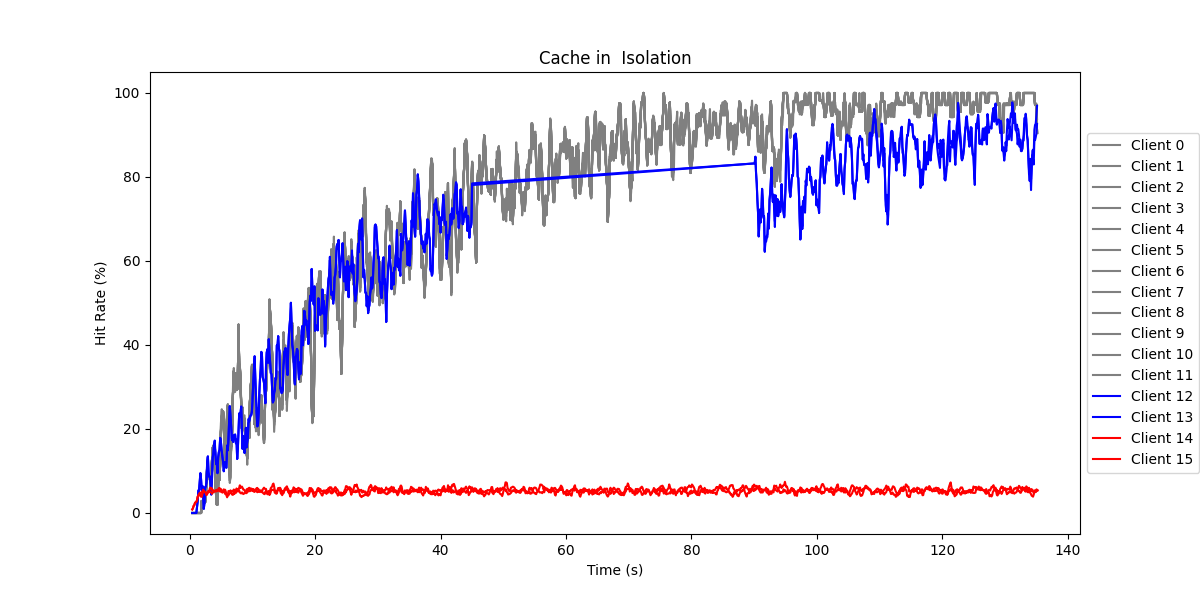 Cache in  Isolation
Hit Rate (%)
100
80
60
40
20
0
0 20 40 60 80 100 120 140
Time (s)
Client 0
Client 1
Client 2
Client 3
Client 4
Client 5
Client 6
Client 7
Client 8
Client 9
Client 10
Client 11
Client 12
Client 13
Client 14
Client 15